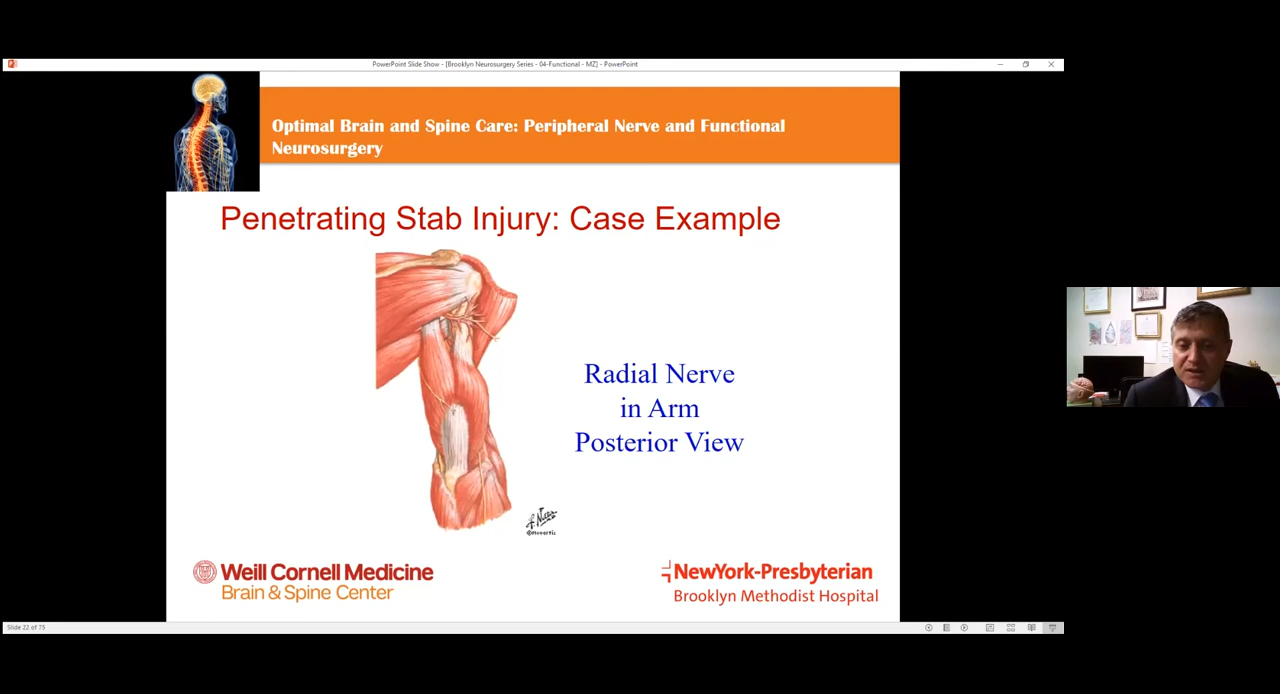 PowerPoint Slide Show - [Brooklyn Neurosurgery Series - 04-Functional - MZ] - PowerPoint
Optimal Brain and Spine Care: Peripheral Nerve and Functional
Neurosurgery
Penetrating Stab Injury: Case Example
Radial Nerve
in Arm
Posterior View
©Novartis
Weill Cornell Medicine
Brain & Spine Center
NewYork-Presbyterian
Brooklyn Methodist Hospital
Slide 22 of 75